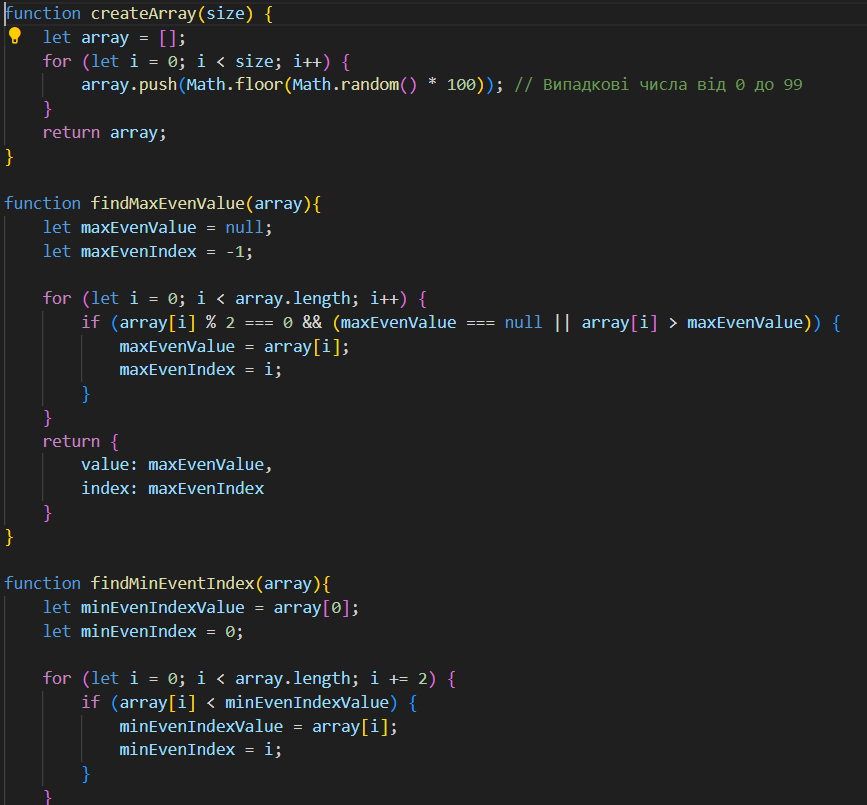 function createArray(size) {
    let array = [];
    for (let i = 0; i < size; i++) {
        array.push(Math.floor(Math.random() * 100)); // Випадкові числа від 0 до 99
    }
    return array;
}

function findMaxEvenValue(array){
    let maxEvenValue = null;
    let maxEvenIndex = -1;

    for (let i = 0; i < array.length; i++) {
        if (array[i] % 2 === 0 && (maxEvenValue === null || array[i] > maxEvenValue)) {
            maxEvenValue = array[i];
            maxEvenIndex = i;
        }
    }
    return {
        value: maxEvenValue,
        index: maxEvenIndex
    }
}

function findMinEventIndex(array){
    let minEvenIndexValue = array[0];
    let minEvenIndex = 0;

    for (let i = 0; i < array.length; i += 2) {
        if (array[i] < minEvenIndexValue) {
            minEvenIndexValue = array[i];
            minEvenIndex = i;
        }
    }